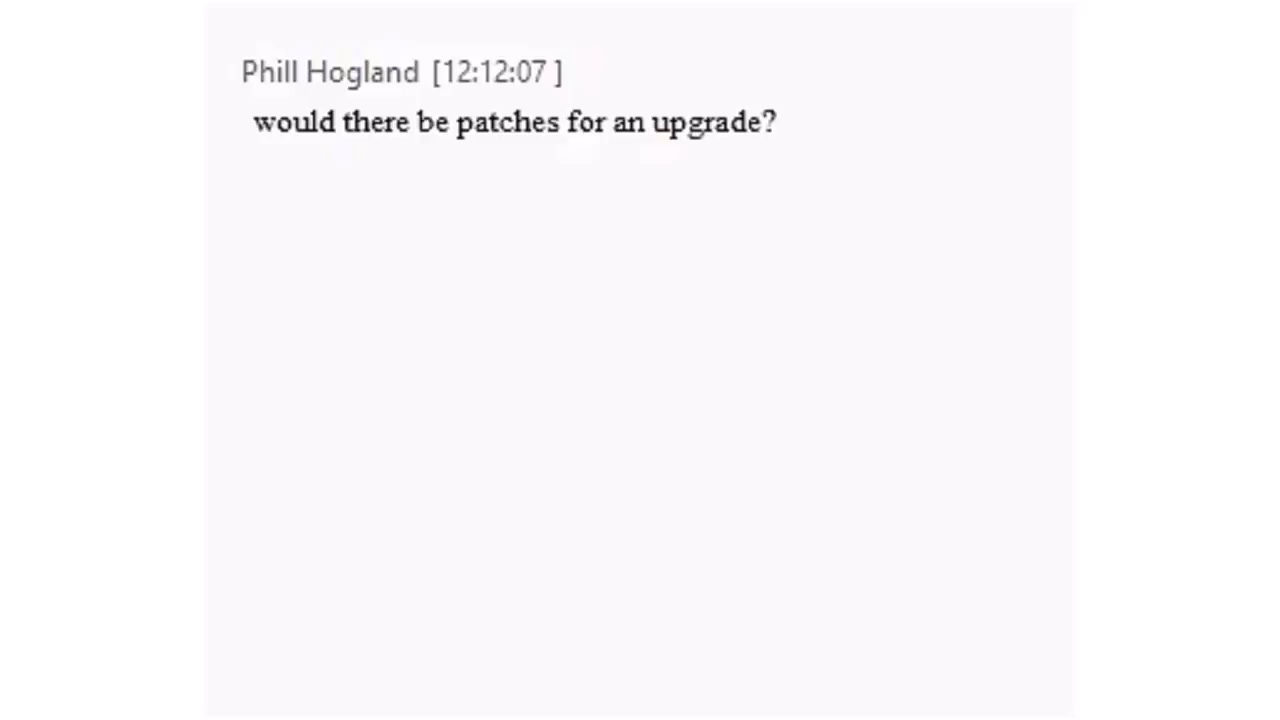 Phill Hogland [12:12:07 ]
would there be patches for an upgrade?